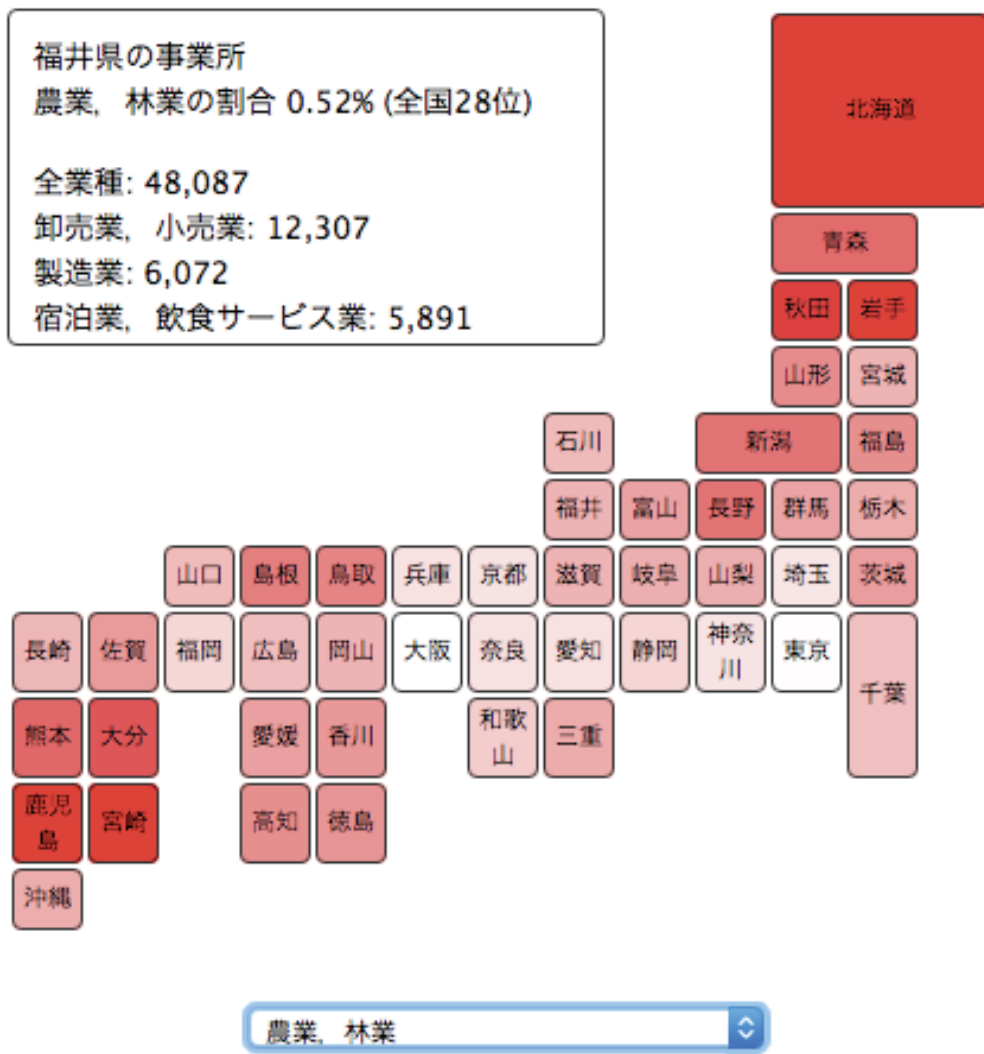 福井県の事業所
農業，林業の割合 0.52% (全国28位)
全業種: 48,087
卸売業，小売業: 12,307
製造業: 6,072
宿泊業，飲食サービス業: 5,891
北海道
青森
秋田 岩手
山形 宮城
石川 新潟 福島
福井 富山 長野 群馬 栃木
山口 島根 鳥取 兵庫 京都 滋賀 岐阜 山梨 埼玉 茨城
長崎 佐賀 福岡 広島 岡山 大阪 奈良 愛知 静岡 神奈川 東京 千葉
熊本 大分 愛媛 香川 和歌山 三重
鹿児島 宮崎 高知 徳島
沖縄
農業，林業